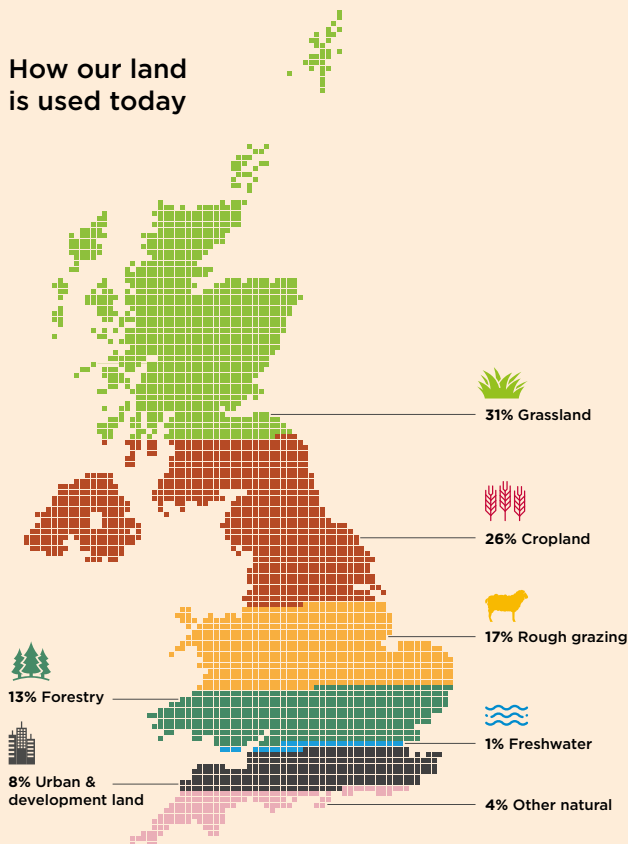 How our land
is used today
31% Grassland
26% Cropland
17% Rough grazing
13% Forestry
1% Freshwater
8% Urban &
development land
4% Other natural